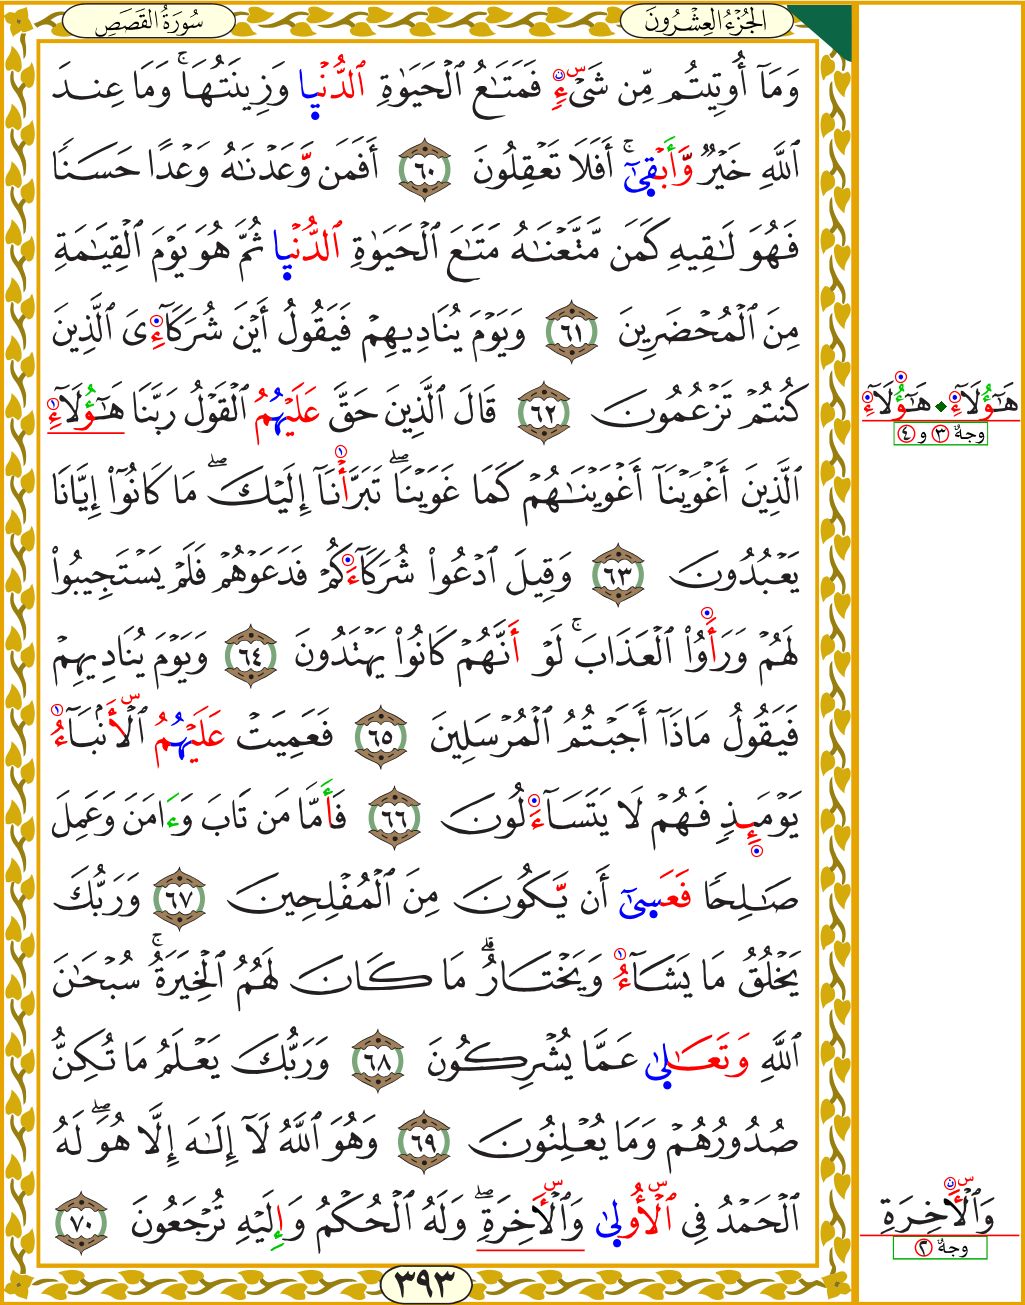 سُورَةُ القَصَصِ
الجُزْءُ العِشْرُونَ
وَمَآ أُوتِيتُم مِّن شَىْءٍ فَمَتَـٰعُ ٱلْحَيَوٰةِ ٱلدُّنْيٜا وَزِينَتُهَا ۚ وَمَا عِندَ
ٱللَّهِ خَيْرٌ وَّأَبْقٜىٰٓ ۚ أَفَلَا تَعْقِلُونَ ٦٠ أَفَمَن وَّعَدْنَـٰهُ وَعْدًا حَسَنًا
فَهُوَ لَـٰقِيهِ كَمَن مَّتَّعْنَـٰهُ مَتَـٰعَ ٱلْحَيَوٰةِ ٱلدُّنْيٜا ثُمَّ هُوَ يَوْمَ ٱلْقِيَـٰمَةِ
مِنَ ٱلْمُحْضَرِينَ ٦١ وَيَوْمَ يُنَادِيهِمْ فَيَقُولُ أَيْنَ شُرَكَآءِىَ ٱلَّذِينَ
كُنتُمْ تَزْعُمُونَ ٦٢ قَالَ ٱلَّذِينَ حَقَّ عَلَيْهُمُ ٱلْقَوْلُ رَبَّنَا هَـٰٓؤُلَآءِ
ٱلَّذِينَ أَغْوَيْنَآ أَغْوَيْنَـٰهُمْ كَمَا غَوَيْنَا ۖ تَبَرَّأْنَآ إِلَيْكَ ۖ مَا كَانُوٓا۟ إِيَّانَا
يَعْبُدُونَ ٦٣ وَقِيلَ ٱدْعُوا۟ شُرَكَآءَكُمْ فَدَعَوْهُمْ فَلَمْ يَسْتَجِيبُوا۟
لَهُمْ وَرَأَوُا۟ ٱلْعَذَابَ ۚ لَوْ أَنَّهُمْ كَانُوا۟ يَهْتَدُونَ ٦٤ وَيَوْمَ يُنَادِيهِمْ
فَيَقُولُ مَاذَآ أَجَبْتُمُ ٱلْمُرْسَلِينَ ٦٥ فَعَمِيَتْ عَلَيْهُمُ ٱلْأَنۢبَآءُ
يَوْمَئِذٍ فَهُمْ لَا يَتَسَآءَلُونَ ٦٦ فَأَمَّا مَن تَابَ وَءَامَنَ وَعَمِلَ
صَـٰلِحًا فَعَسٜىٰٓ أَن يَّكُونَ مِنَ ٱلْمُفْلِحِينَ ٦٧ وَرَبُّكَ
يَخْلُقُ مَا يَشَآءُ وَيَخْتَارُ ۗ مَا كَانَ لَهُمُ ٱلْخِيَرَةُ ۚ سُبْحَـٰنَ
ٱللَّهِ وَتَعَـٰلٜىٰ عَمَّا يُشْرِكُونَ ٦٨ وَرَبُّكَ يَعْلَمُ مَا تُكِنُّ
صُدُورُهُمْ وَمَا يُعْلِنُونَ ٦٩ وَهُوَ ٱللَّهُ لَآ إِلَـٰهَ إِلَّا هُوَ ۖ لَهُ
ٱلْحَمْدُ فِى ٱلْأُولٜىٰ وَٱلْأَخِرَةِ ۖ وَلَهُ ٱلْحُكْمُ وَإِلَيْهِ تُرْجَعُونَ ٧٠
٣٩٣
هَـٰٓؤُلَآءِ ◆ هَـٰٓؤُلَآءِ
وجهٌ ٣ و ٤
وَٱلْأَخِرَةِ
وجهٌ ٢